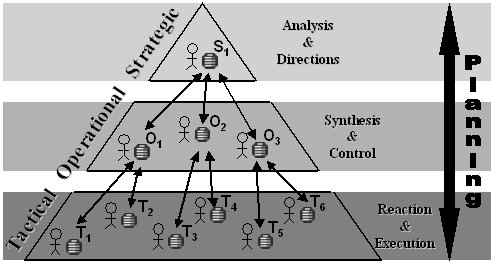 Strategic
S1
Analysis
&
Directions
Operational
O1
O2
O3
Synthesis
&
Control
Tactical
T1
T2
T3
T4
T5
T6
Reaction
& Execution
Planning